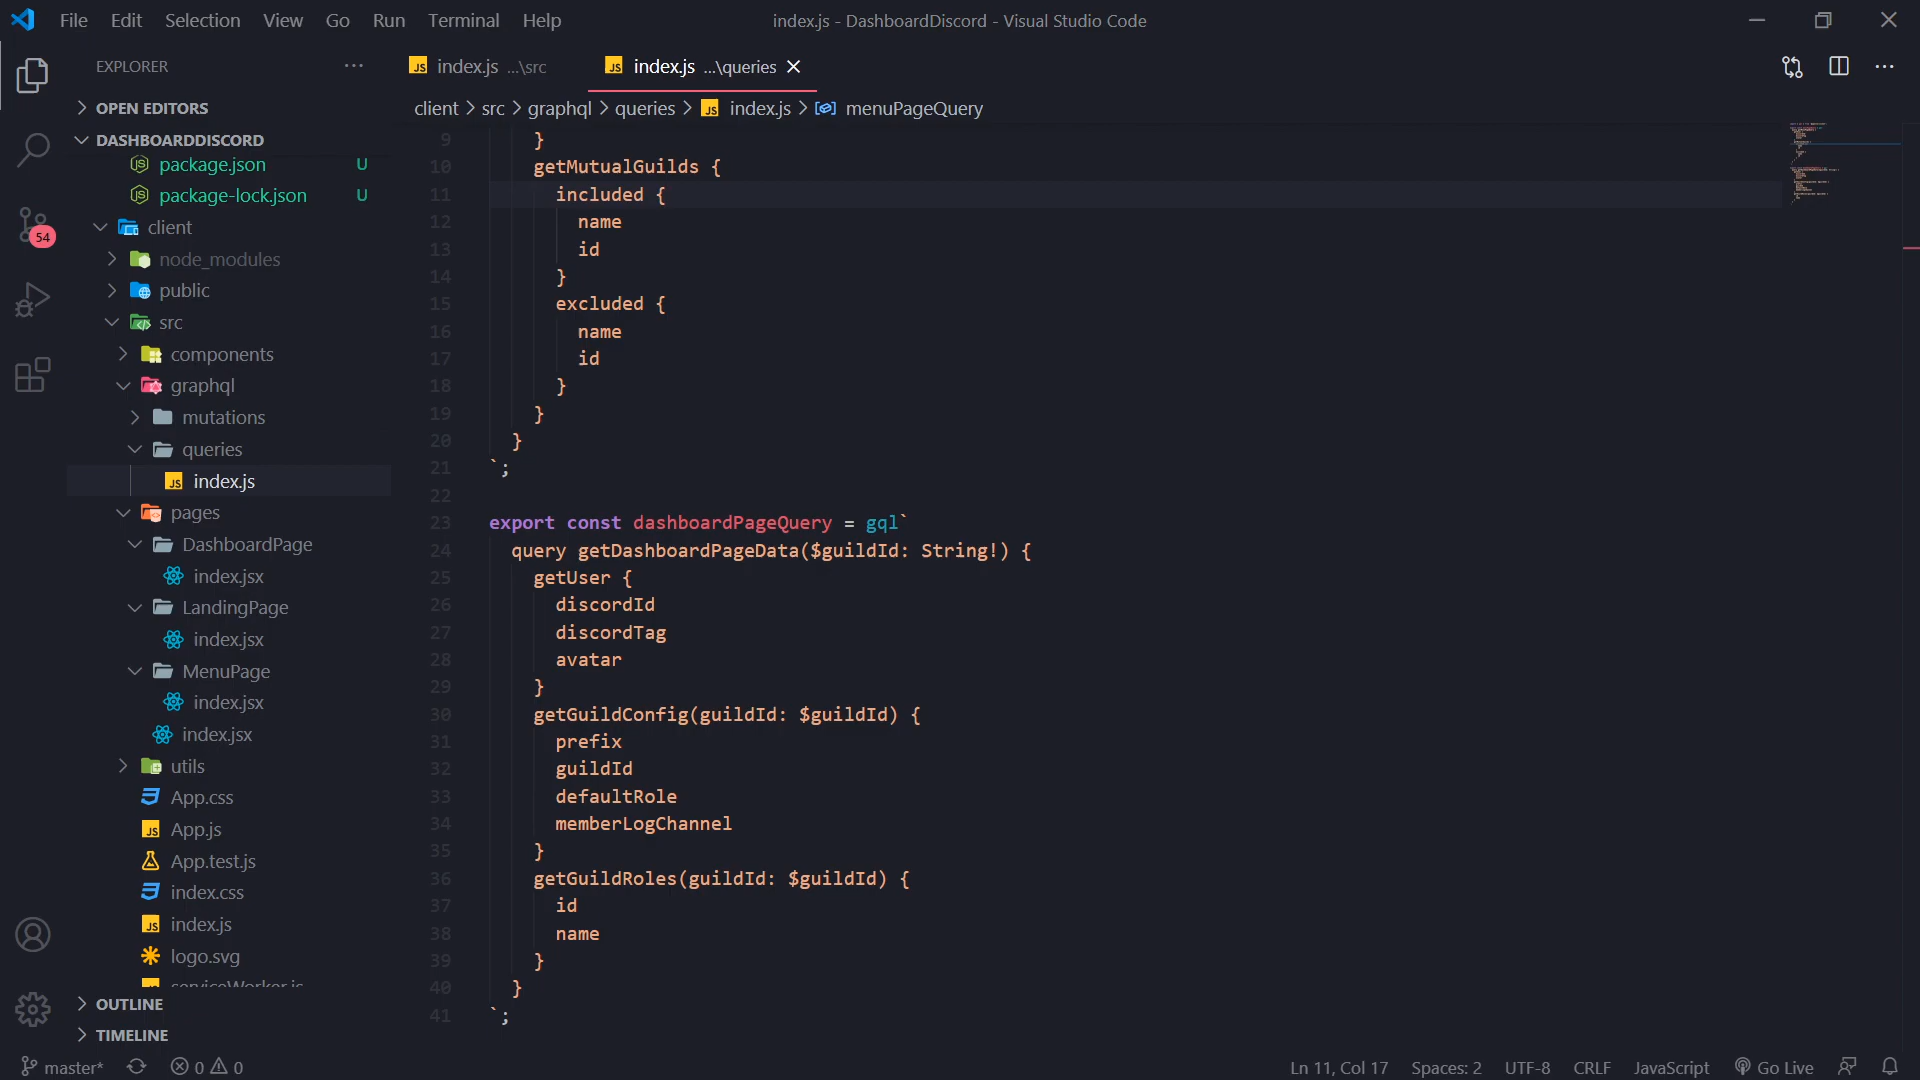 File Edit Selection View Go Run Terminal Help
index.js - DashboardDiscord - Visual Studio Code
EXPLORER
index.js ...\src
index.js ...\queries
OPEN EDITORS
client > src > graphql > queries > index.js > menuPageQuery
DASHBOARDDISCORD
package.json U
package-lock.json U
client
node_modules
public
src
components
graphql
mutations
queries
index.js
pages
DashboardPage
index.jsx
LandingPage
index.jsx
MenuPage
index.jsx
index.jsx
utils
App.css
App.js
App.test.js
index.css
index.js
logo.svg
serviceWorker.js
OUTLINE
TIMELINE
54
9 }
10 getMutualGuilds {
11 included {
12 name
13 id
14 }
15 excluded {
16 name
17 id
18 }
19 }
20 }
21 `;
22
23 export const dashboardPageQuery = gql`
24 query getDashboardPageData($guildId: String!) {
25 getUser {
26 discordId
27 discordTag
28 avatar
29 }
30 getGuildConfig(guildId: $guildId) {
31 prefix
32 guildId
33 defaultRole
34 memberLogChannel
35 }
36 getGuildRoles(guildId: $guildId) {
37 id
38 name
39 }
40 }
41 `;
master* 0 0
Ln 11, Col 17 Spaces: 2 UTF-8 CRLF JavaScript Go Live